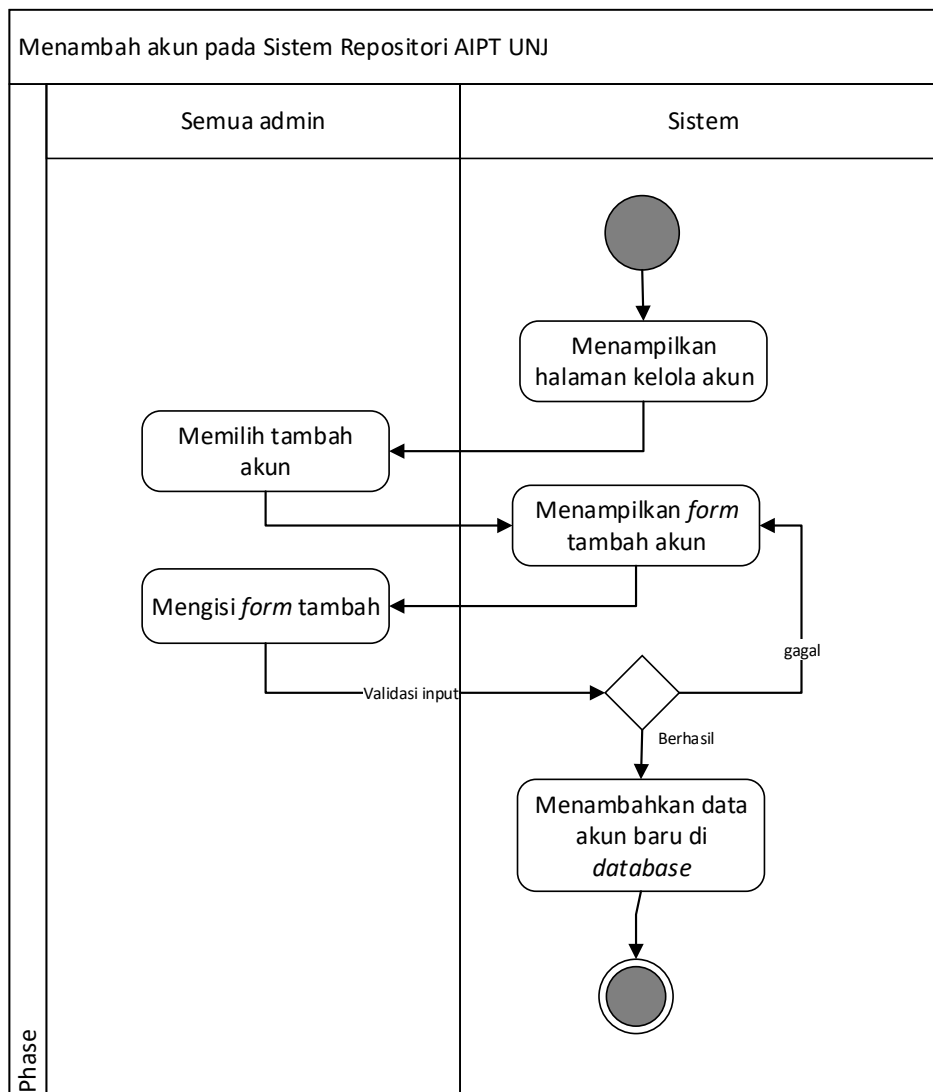 Menambah akun pada Sistem Repositori AIPT UNJ
Semua admin
Sistem
Menampilkan
halaman kelola akun
Memilih tambah
akun
Menampilkan form
tambah akun
Mengisi form tambah
gagal
Validasi input
Berhasil
Menambahkan data
akun baru di
database
Phase